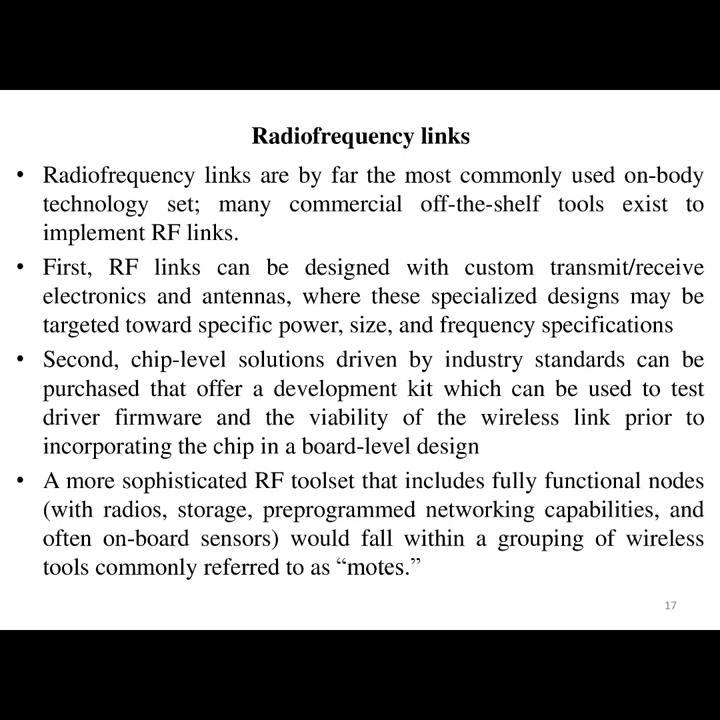 Radiofrequency links
• Radiofrequency links are by far the most commonly used on-body
technology set; many commercial off-the-shelf tools exist to
implement RF links.
• First, RF links can be designed with custom transmit/receive
electronics and antennas, where these specialized designs may be
targeted toward specific power, size, and frequency specifications
• Second, chip-level solutions driven by industry standards can be
purchased that offer a development kit which can be used to test
driver firmware and the viability of the wireless link prior to
incorporating the chip in a board-level design
• A more sophisticated RF toolset that includes fully functional nodes
(with radios, storage, preprogrammed networking capabilities, and
often on-board sensors) would fall within a grouping of wireless
tools commonly referred to as “motes.”
17